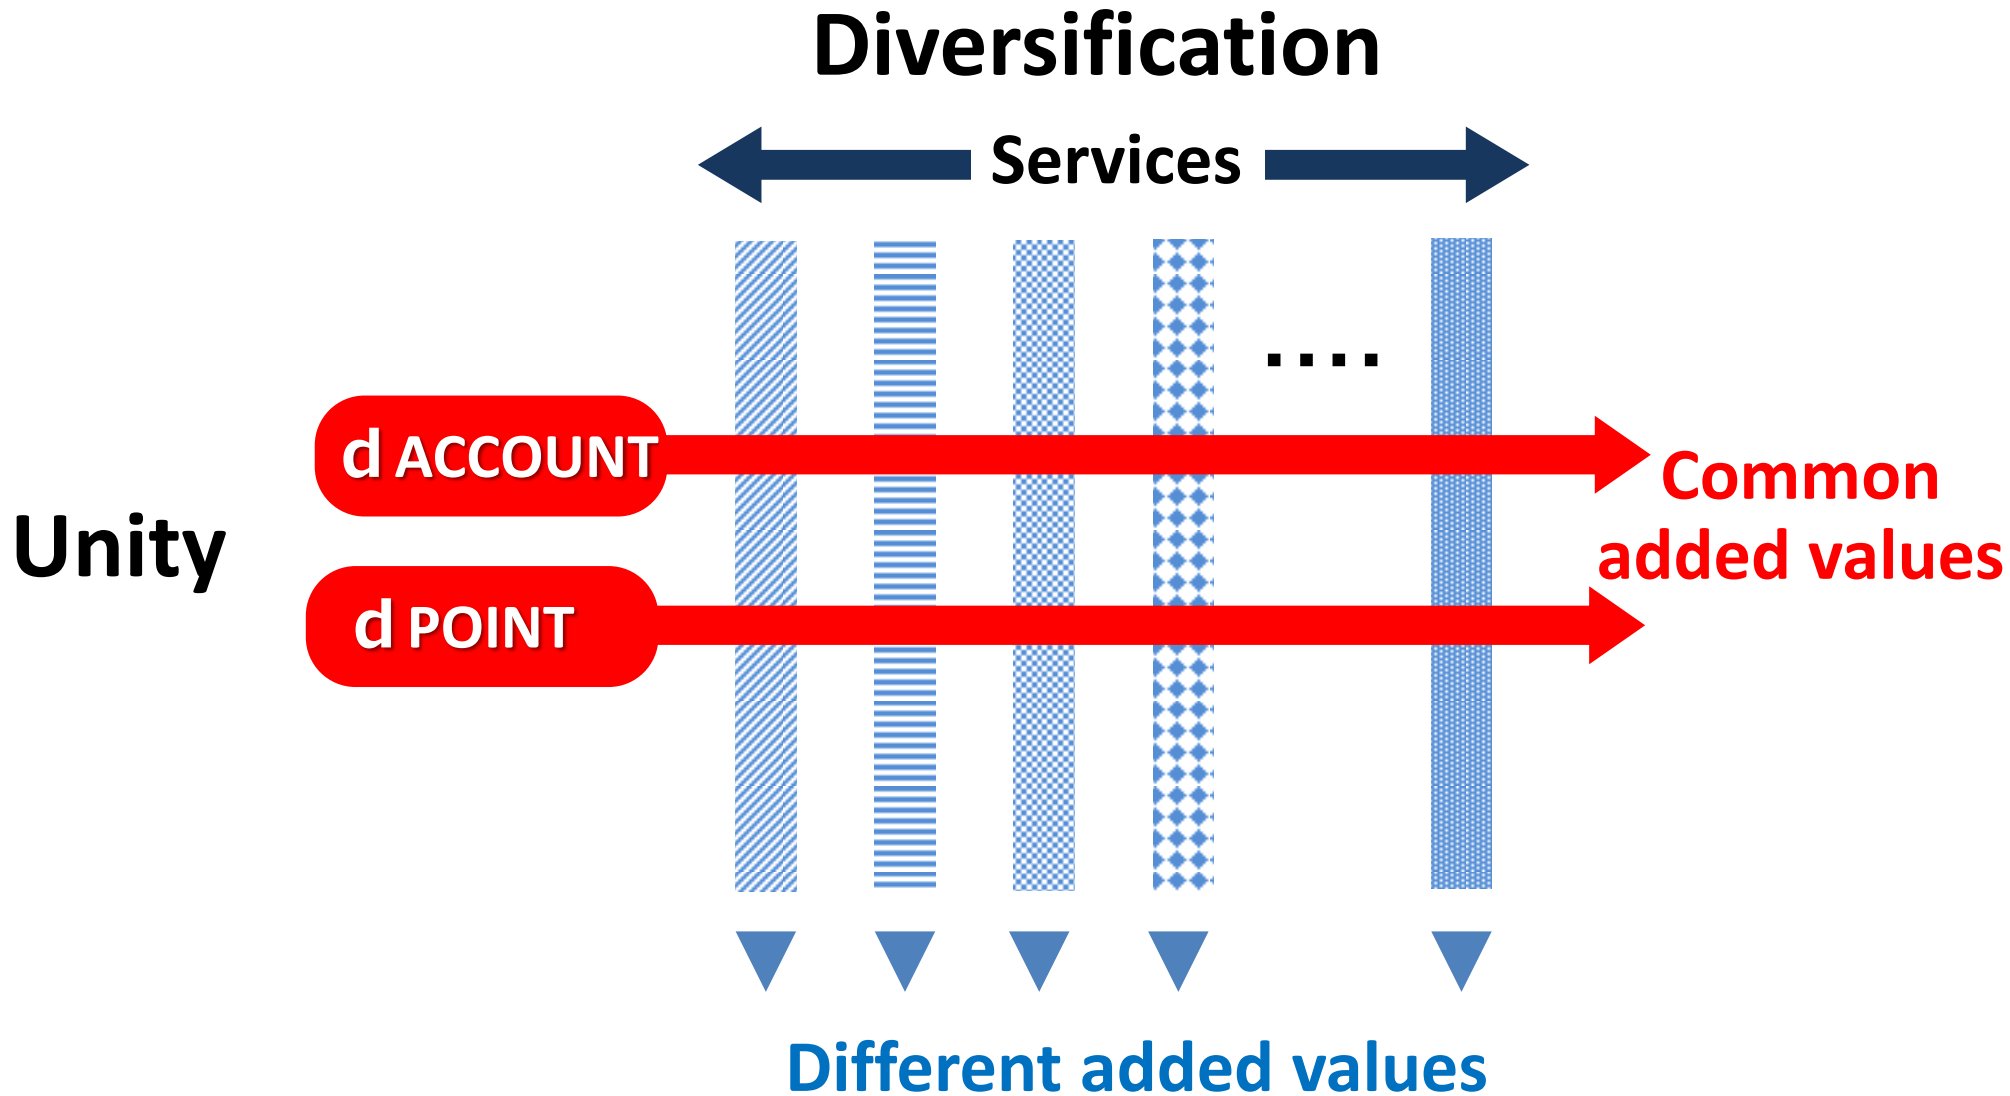 Diversification
Services
....
d ACCOUNT
Common
added values
Unity
d POINT
Different added values